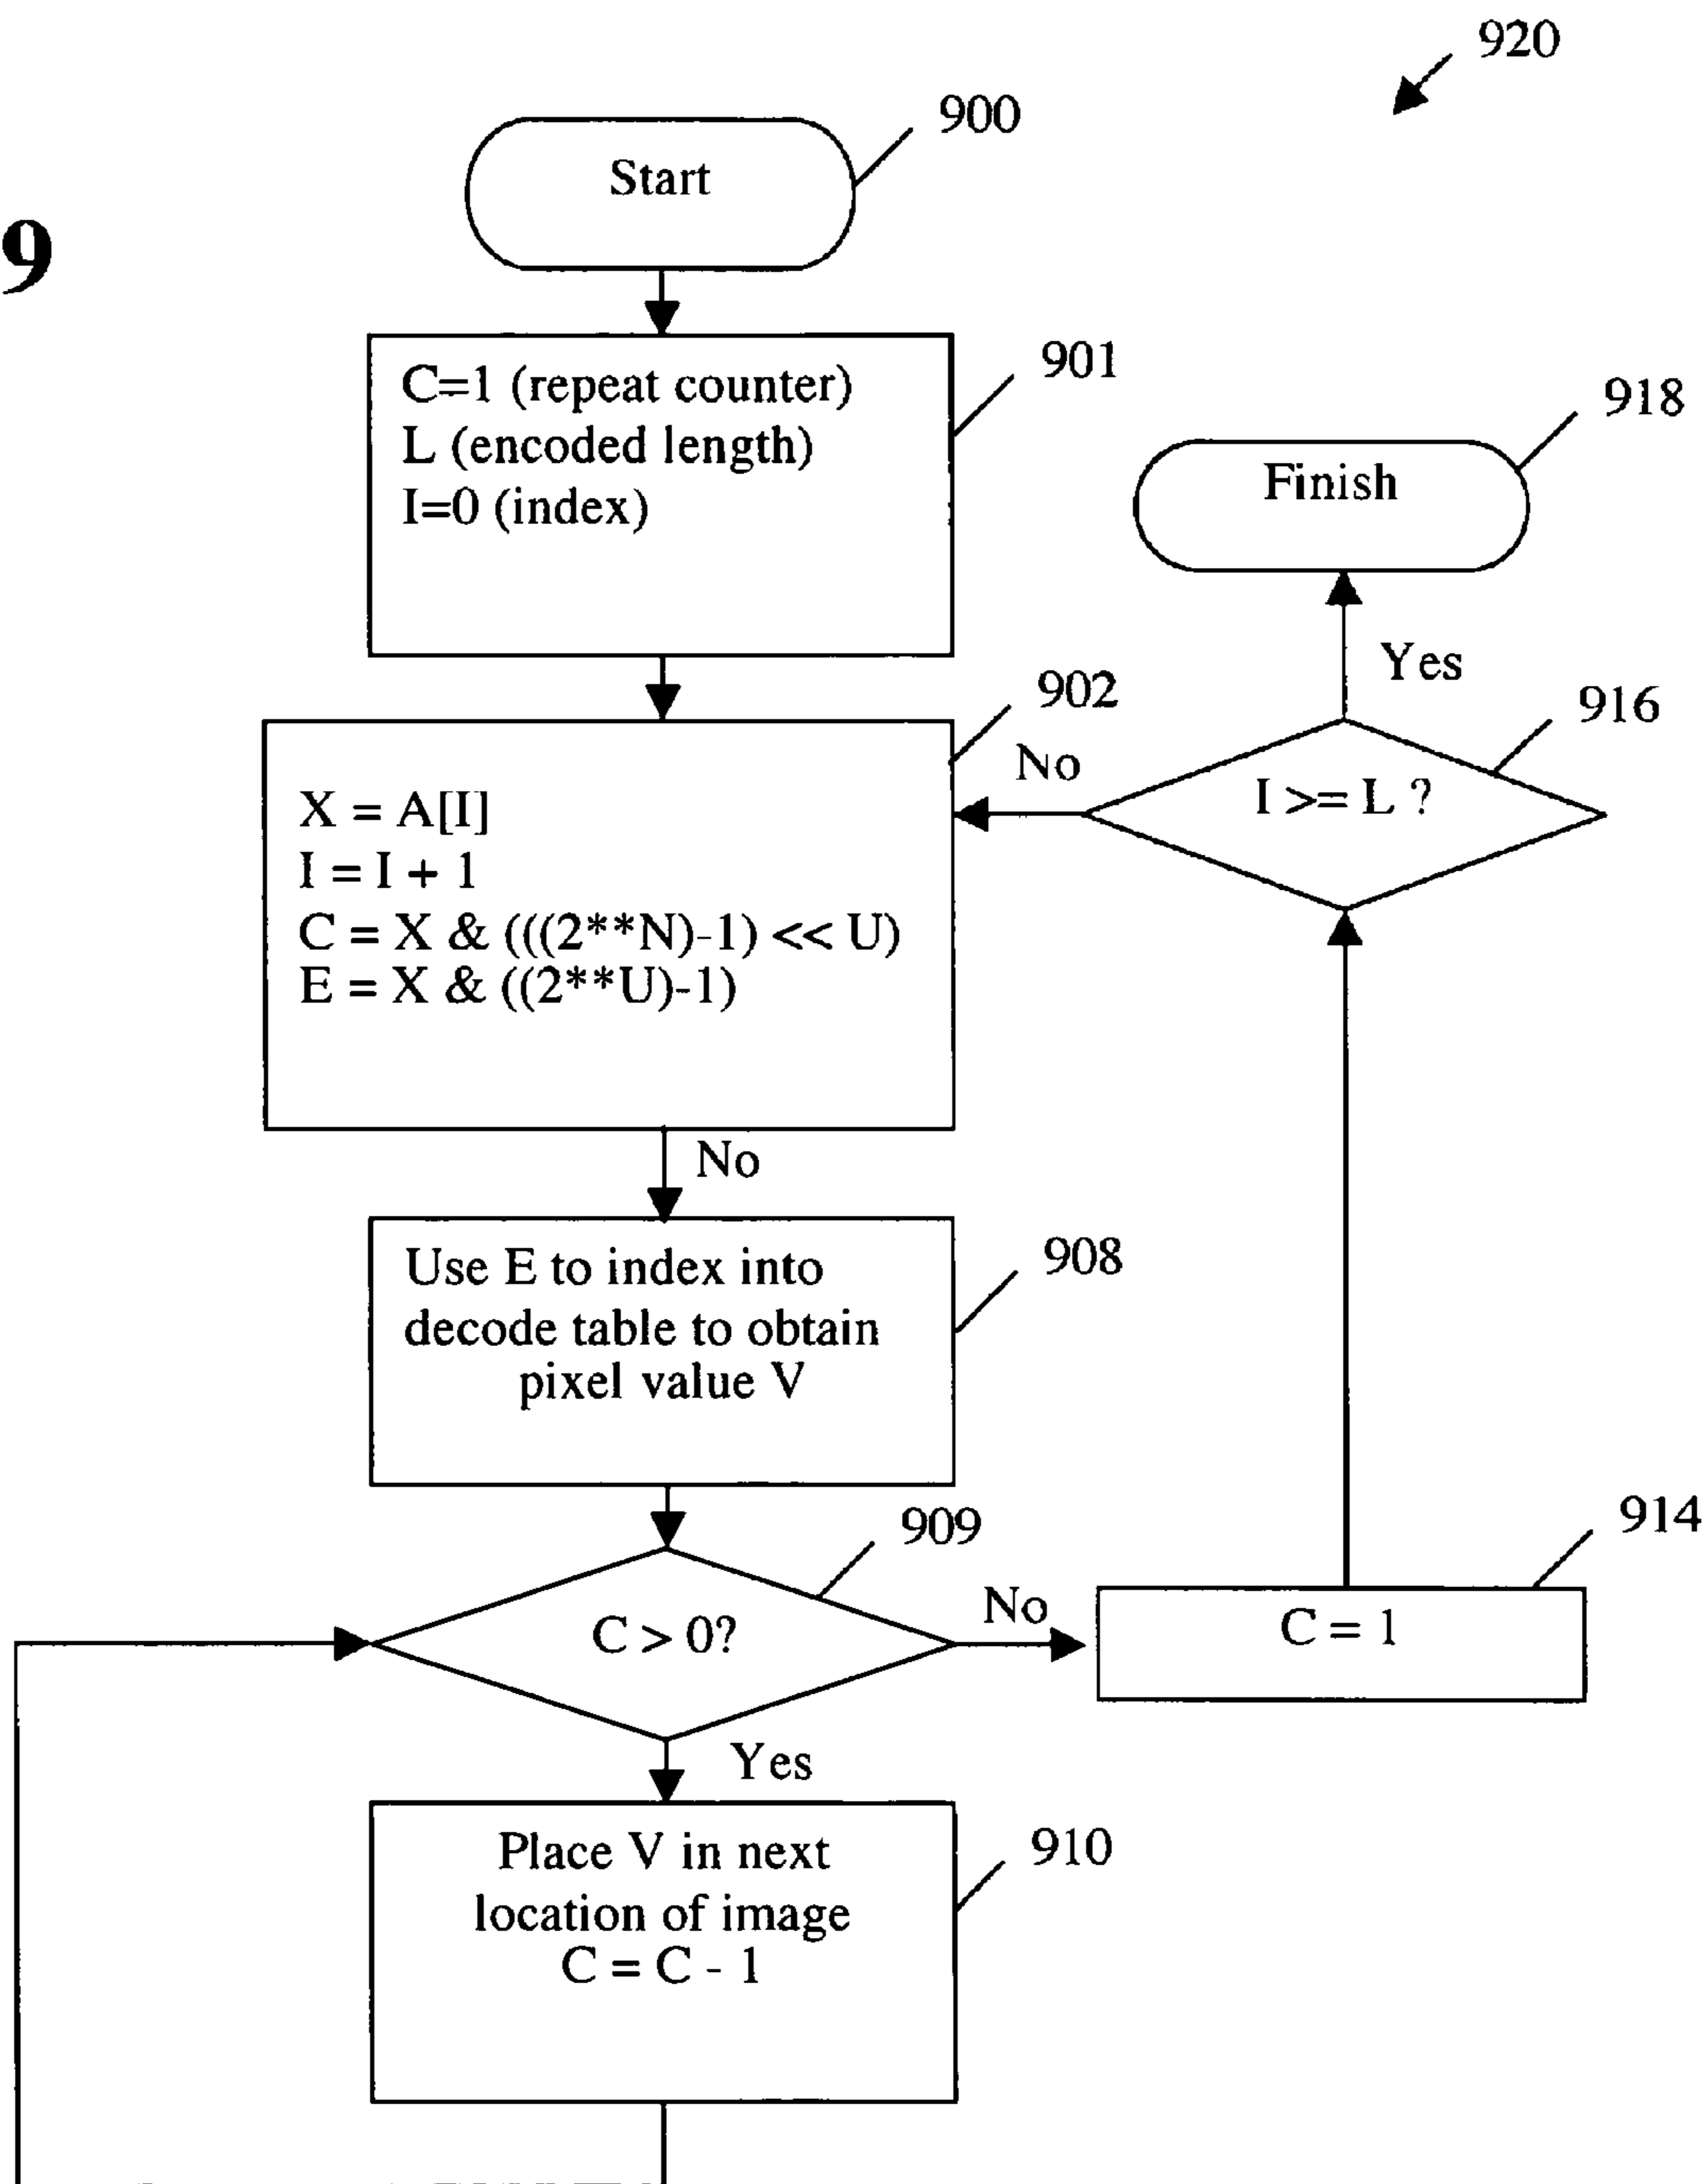 920
900
Start
9
901
C=1 (repeat counter)
L (encoded length)
I=0 (index)
918
Finish
Yes
902
916
No
I >= L ?
X = A[I]
I = I + 1
C = X & (((2**N)-1) << U)
E = X & ((2**U)-1)
No
908
Use E to index into
decode table to obtain
pixel value V
909
914
C > 0?
No
C = 1
Yes
910
Place V in next
location of image
C = C - 1